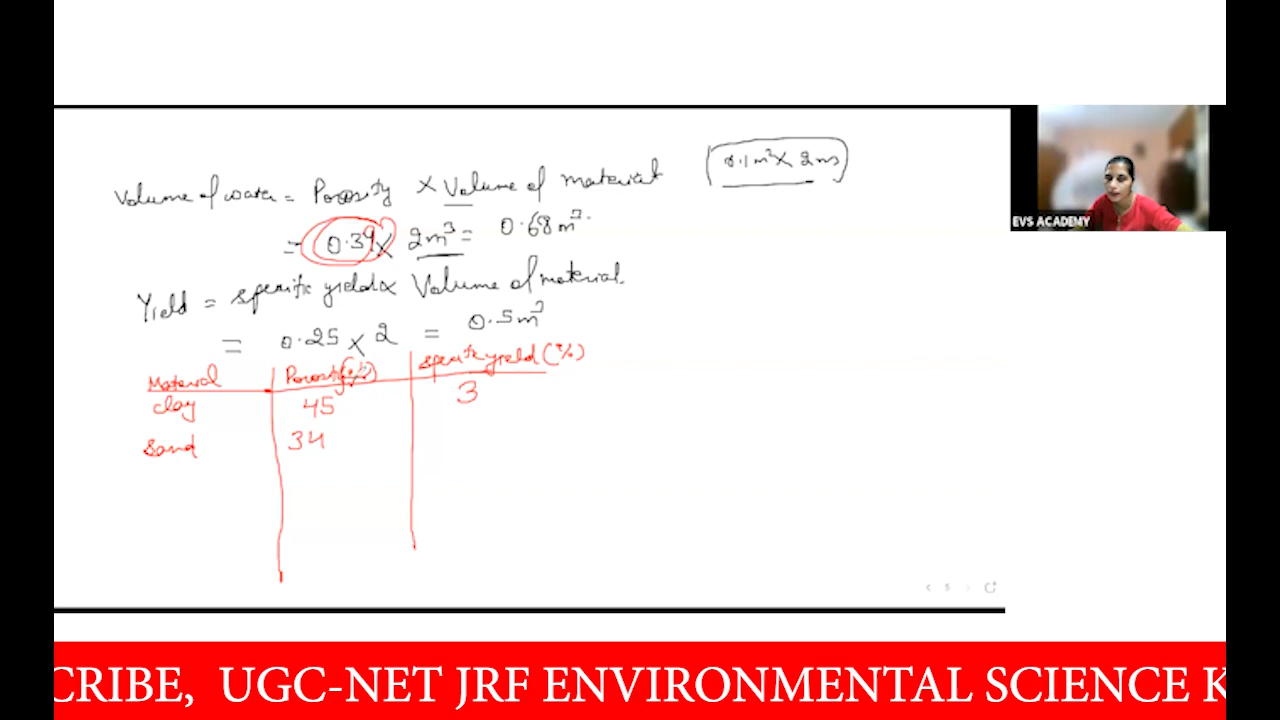 Volume of water = Porosity × Volume of material
0.1m² × 2m
= 0.34 × 2m³ = 0.68m³.
Yield = specific yield × Volume of material.
= 0.25 × 2 = 0.5m³
Material Porosity(%) specific yield (%)
clay 45 3
Sand 34
EVS ACADEMY
5
CRIBE, UGC-NET JRF ENVIRONMENTAL SCIENCE K